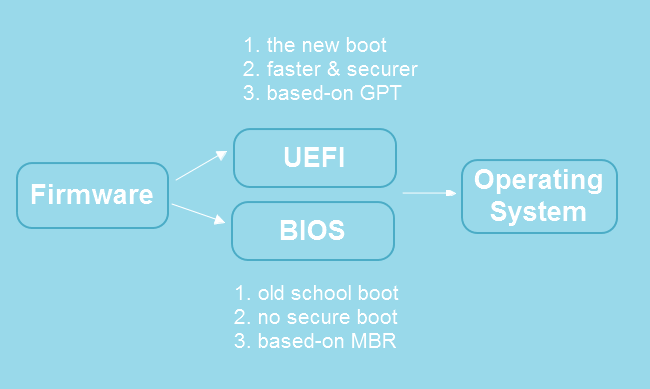 1. the new boot
2. faster & securer
3. based-on GPT
UEFI
Firmware
Operating
System
BIOS
1. old school boot
2. no secure boot
3. based-on MBR